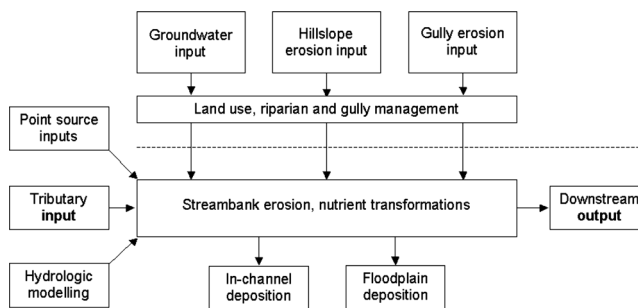 Groundwater
input
Hillslope
erosion input
Gully erosion
input
Land use, riparian and gully management
Point source
inputs
Tributary
input
Streambank erosion, nutrient transformations
Downstream
output
Hydrologic
modelling
In-channel
deposition
Floodplain
deposition